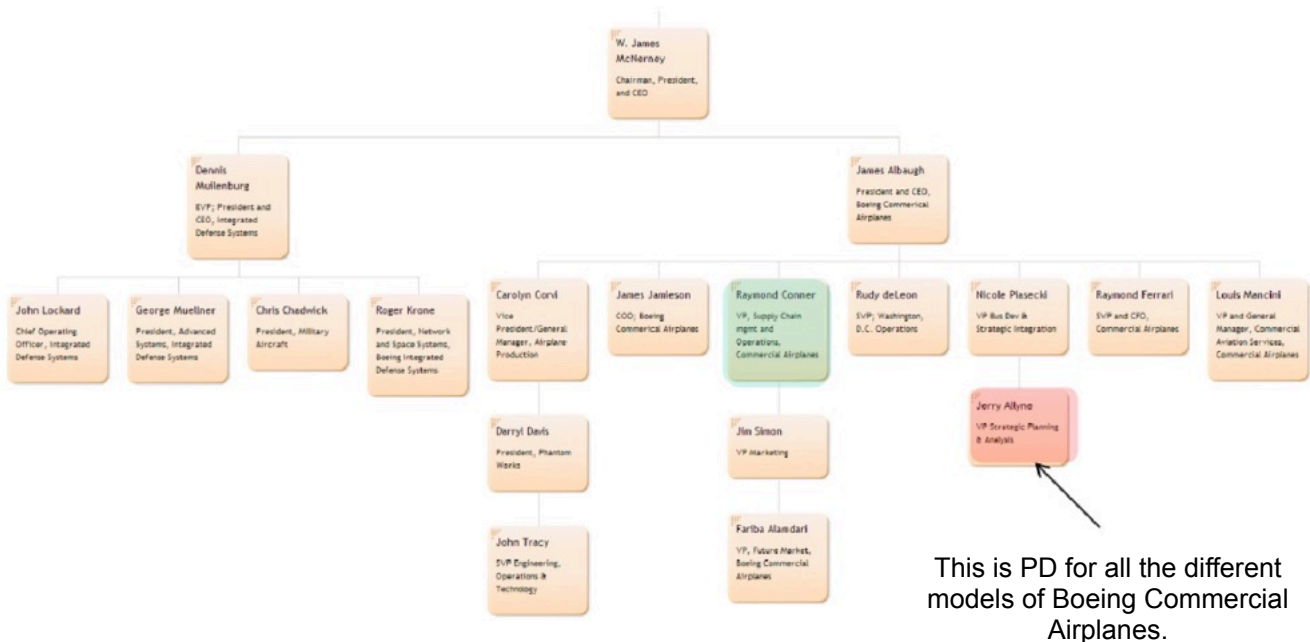 W. James
McNerney
Chairman, President,
and CEO
Dennis
Muilenburg
EVP; President and
CEO, Integrated
Defense Systems
James Albaugh
President and CEO,
Boeing Commerical
Airplanes
John Lockard
Chief Operating
Officer, Integrated
Defense Systems
George Muellner
President, Advanced
Systems, Integrated
Defense Systems
Chris Chadwick
President, Military
Aircraft
Roger Krone
President, Network
and Space Systems,
Boeing Integrated
Defense Systems
Carolyn Corvi
Vice
President/General
Manager, Airplane
Production
James Jamieson
COO; Boeing
Commerical Airplanes
Raymond Conner
VP, Supply Chain
mgmt and
Operations,
Commercial Airplanes
Rudy deLeon
SVP; Washington,
D.C. Operations
Nicole Piasecki
VP Bus Dev &
Strategic Integration
Raymond Ferrari
SVP and CFO,
Commercial Airplanes
Louis Mancini
VP and General
Manager, Commercial
Aviation Services,
Commercial Airplanes
Darryl Davis
President, Phantom
Works
Jim Simon
VP Marketing
Jerry Allyne
VP Strategic Planning
& Analysis
John Tracy
SVP Engineering,
Operations &
Technology
Fariba Alamdari
VP, Future Market,
Boeing Commercial
Airplanes
This is PD for all the different
models of Boeing Commercial
Airplanes.